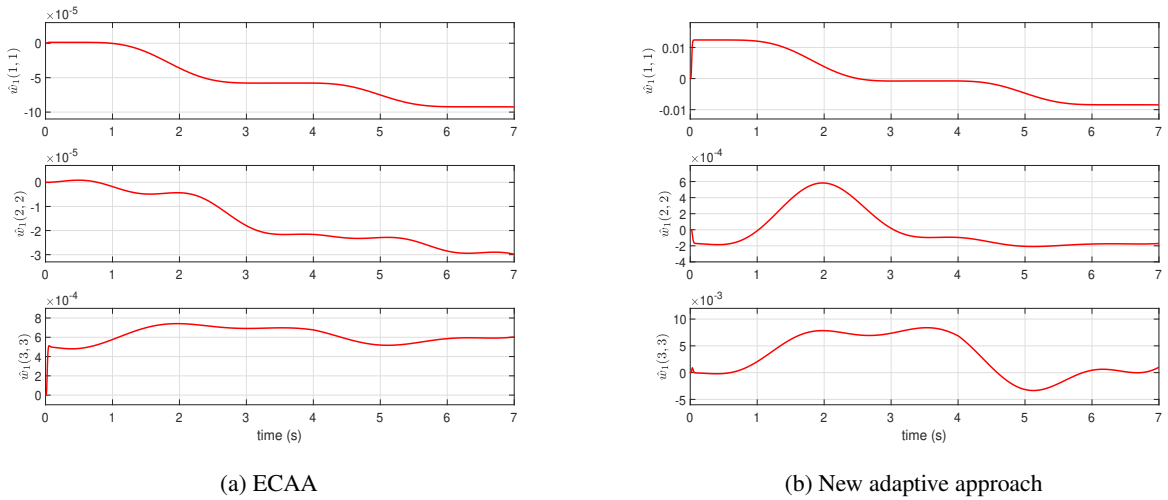 ×10⁻⁵
0
-5
-10
ŵ₁(1, 1)
0 1 2 3 4 5 6 7
×10⁻⁵
0
-1
-2
-3
ŵ₁(2, 2)
0 1 2 3 4 5 6 7
×10⁻⁴
8
6
4
2
0
ŵ₁(3, 3)
0 1 2 3 4 5 6 7
time (s)
(a) ECAA
0.01
0
-0.01
ŵ₁(1, 1)
0 1 2 3 4 5 6 7
×10⁻⁴
6
4
2
0
-2
-4
ŵ₁(2, 2)
0 1 2 3 4 5 6 7
×10⁻³
10
5
0
-5
ŵ₁(3, 3)
0 1 2 3 4 5 6 7
time (s)
(b) New adaptive approach